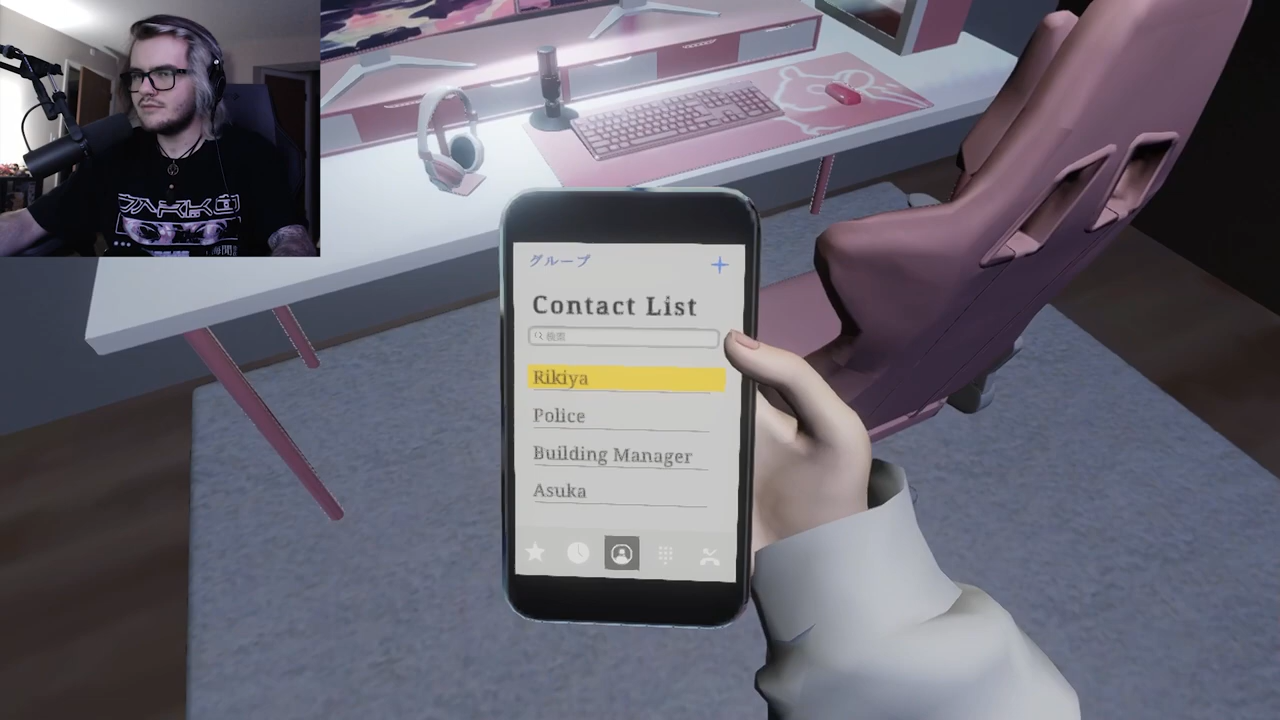 グループ
Contact List
検索
Rikiya
Police
Building Manager
Asuka